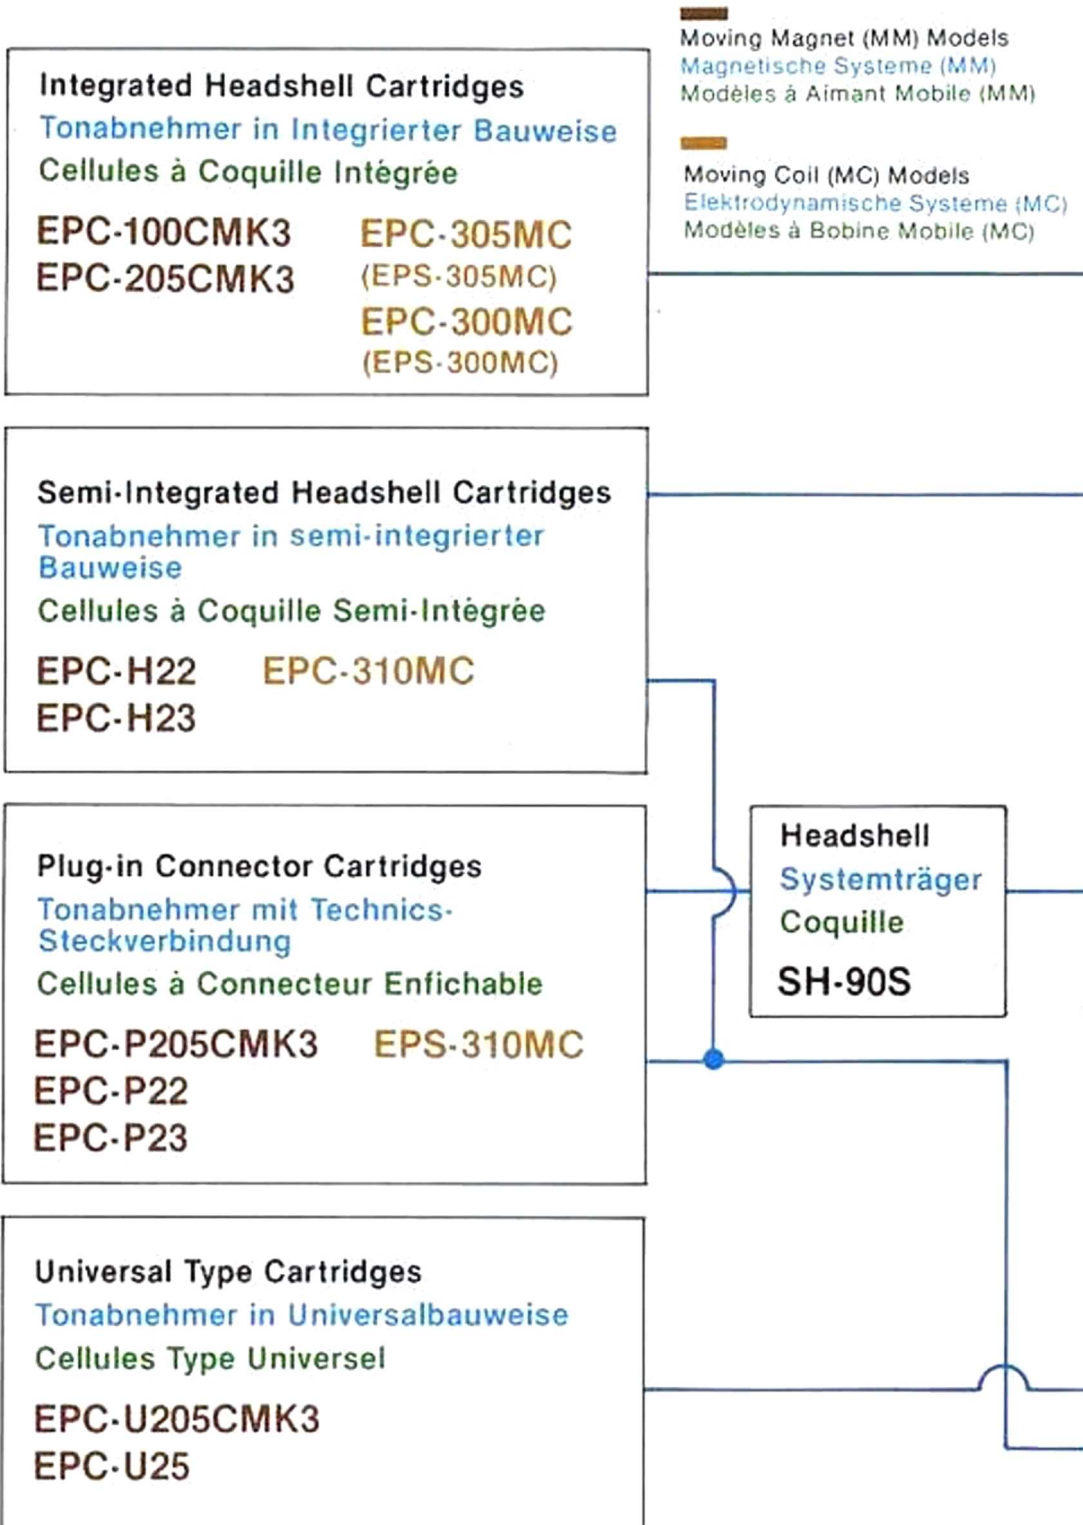 Moving Magnet (MM) Models
Magnetische Systeme (MM)
Modèles à Aimant Mobile (MM)
Moving Coil (MC) Models
Elektrodynamische Systeme (MC)
Modèles à Bobine Mobile (MC)
Integrated Headshell Cartridges
Tonabnehmer in Integrierter Bauweise
Cellules à Coquille Intégrée
EPC-100CMK3 EPC-305MC
EPC-205CMK3 (EPS-305MC)
EPC-300MC
(EPS-300MC)
Semi-Integrated Headshell Cartridges
Tonabnehmer in semi-integrierter
Bauweise
Cellules à Coquille Semi-Intégrée
EPC-H22 EPC-310MC
EPC-H23
Plug-in Connector Cartridges
Tonabnehmer mit Technics-
Steckverbindung
Cellules à Connecteur Enfichable
EPC-P205CMK3 EPS-310MC
EPC-P22
EPC-P23
Headshell
Systemträger
Coquille
SH-90S
Universal Type Cartridges
Tonabnehmer in Universalbauweise
Cellules Type Universel
EPC-U205CMK3
EPC-U25